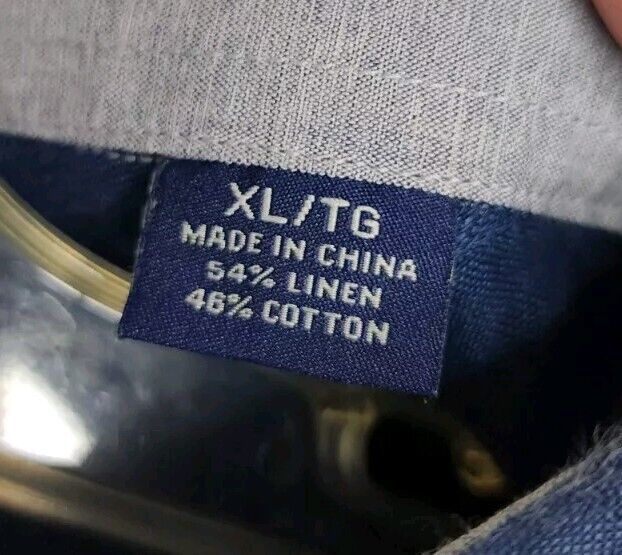 XL/TG
MADE IN CHINA
54% LINEN
46% COTTON